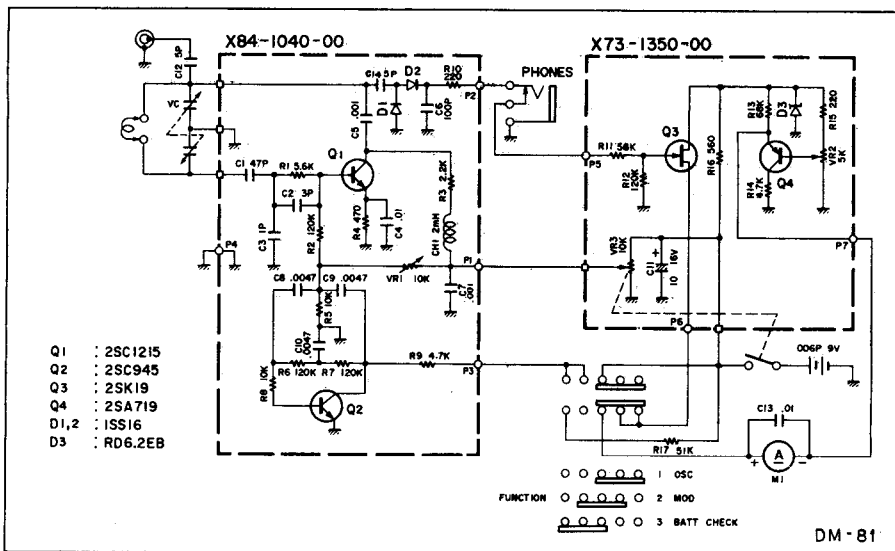 X84-1040-00
X73-1350-00
C12 5P
VC
C14 5P
D2
R10
220
P2
PHONES
D1
C6
100P
C5 .001
Q1
C1 47P
R1 5.6K
C2 3P
C3 1P
R2 120K
R4 470
C4 .01
R3 2.2K
CH1 2mH
P4
P1
VR1 10K
C7
.001
C8 .0047
C9 .0047
R5 10K
C10
.0047
R6 120K
R7 120K
R8 10K
Q2
R9 4.7K
P3
P5
R11 56K
R12
120K
Q3
R16 560
R13
68K
D3
R15 220
VR2
5K
Q4
R14
4.7K
VR3
10K
C11
10 16V
+
P6
P7
006P 9V
C13 .01
R17 51K
+
A
-
M1
Q1 : 2SC1215
Q2 : 2SC945
Q3 : 2SK19
Q4 : 2SA719
D1,2 : 1SS16
D3 : RD6.2EB
FUNCTION
1 OSC
2 MOD
3 BATT CHECK
DM-81